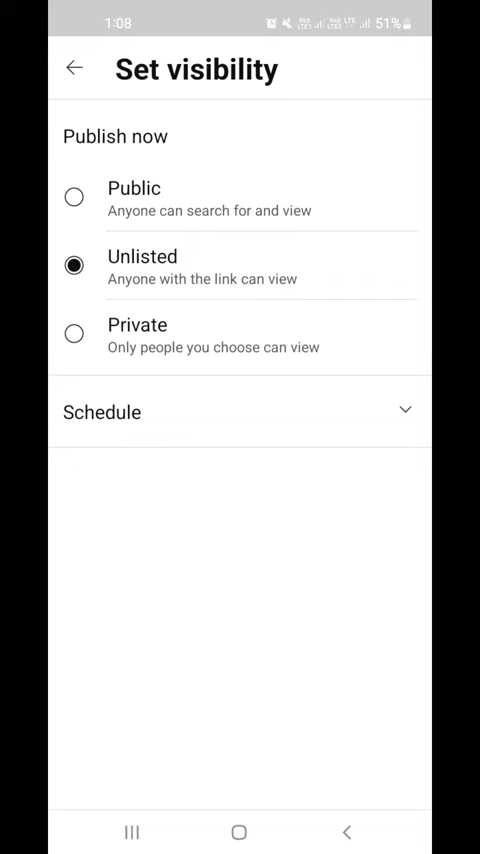 1:08 51%
Set visibility
Publish now
Public
Anyone can search for and view
Unlisted
Anyone with the link can view
Private
Only people you choose can view
Schedule